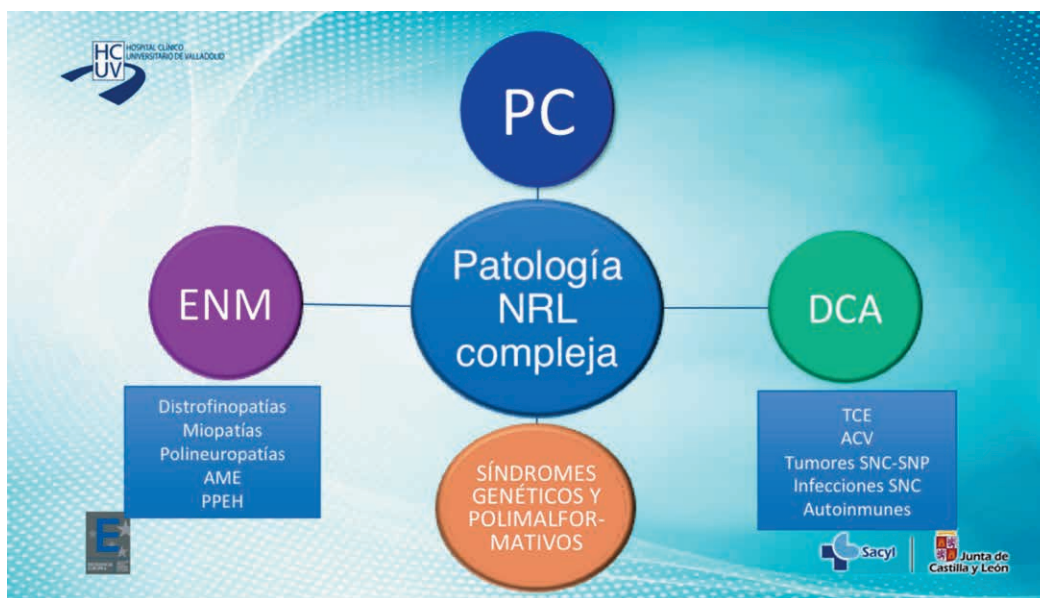 HC
UV
HOSPITAL CLÍNICO
UNIVERSITARIO DE VALLADOLID
PC
ENM
Patología
NRL
compleja
DCA
Distrofinopatías
Miopatías
Polineuropatías
AME
PPEH
SÍNDROMES
GENÉTICOS Y
POLIMALFOR-
MATIVOS
TCE
ACV
Tumores SNC-SNP
Infecciones SNC
Autoinmunes
E
Sacyl
Junta de
Castilla y León